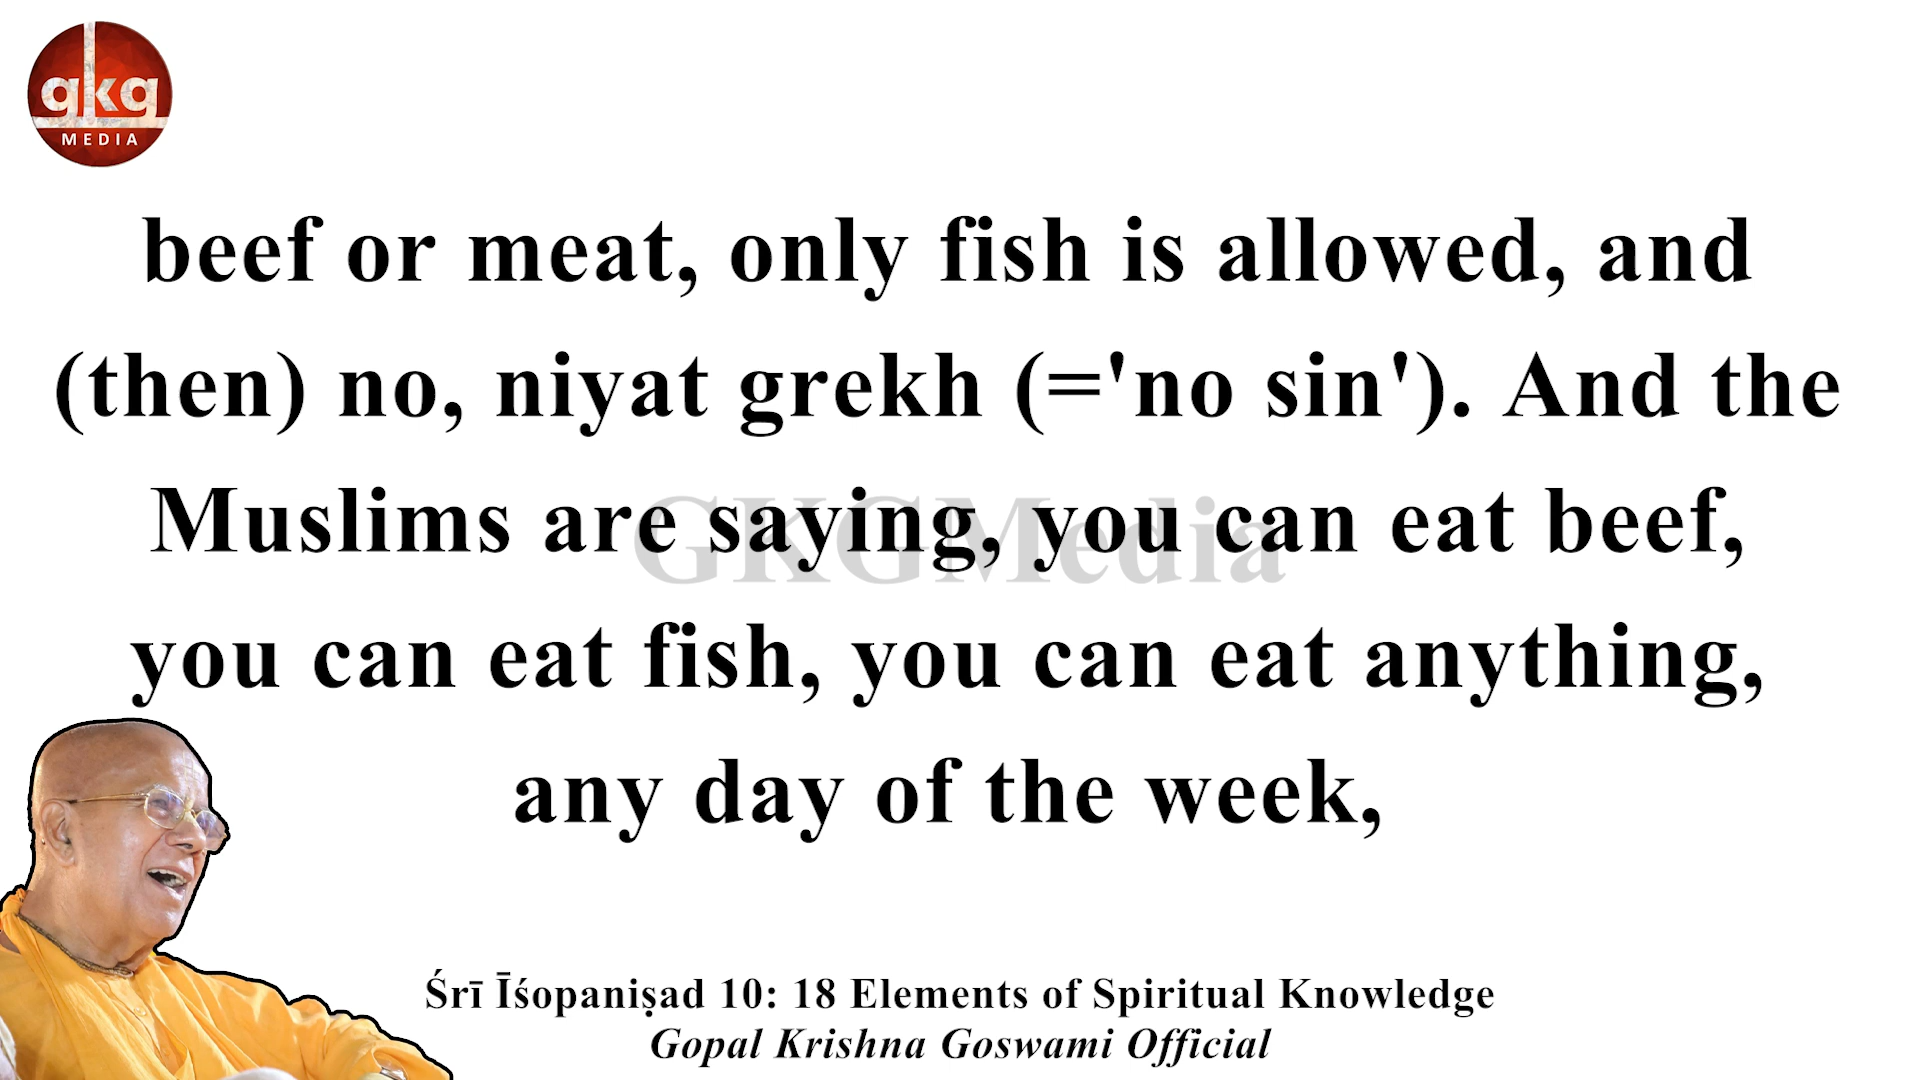 gkg
MEDIA
beef or meat, only fish is allowed, and
(then) no, niyat grekh (='no sin'). And the
Muslims are saying, you can eat beef,
GKGMedia
you can eat fish, you can eat anything,
any day of the week,
Śrī Īśopaniṣad 10: 18 Elements of Spiritual Knowledge
Gopal Krishna Goswami Official